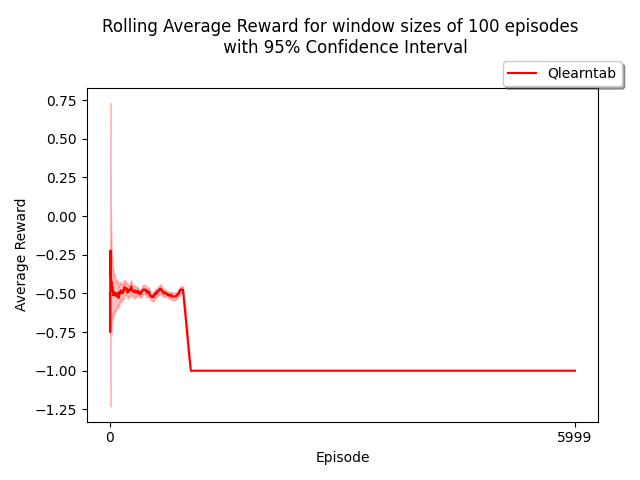 Rolling Average Reward for window sizes of 100 episodes
with 95% Confidence Interval
Qlearntab
0.75
0.50
0.25
0.00
−0.25
−0.50
−0.75
−1.00
−1.25
Average Reward
0
5999
Episode